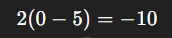 2(0 − 5) = −10